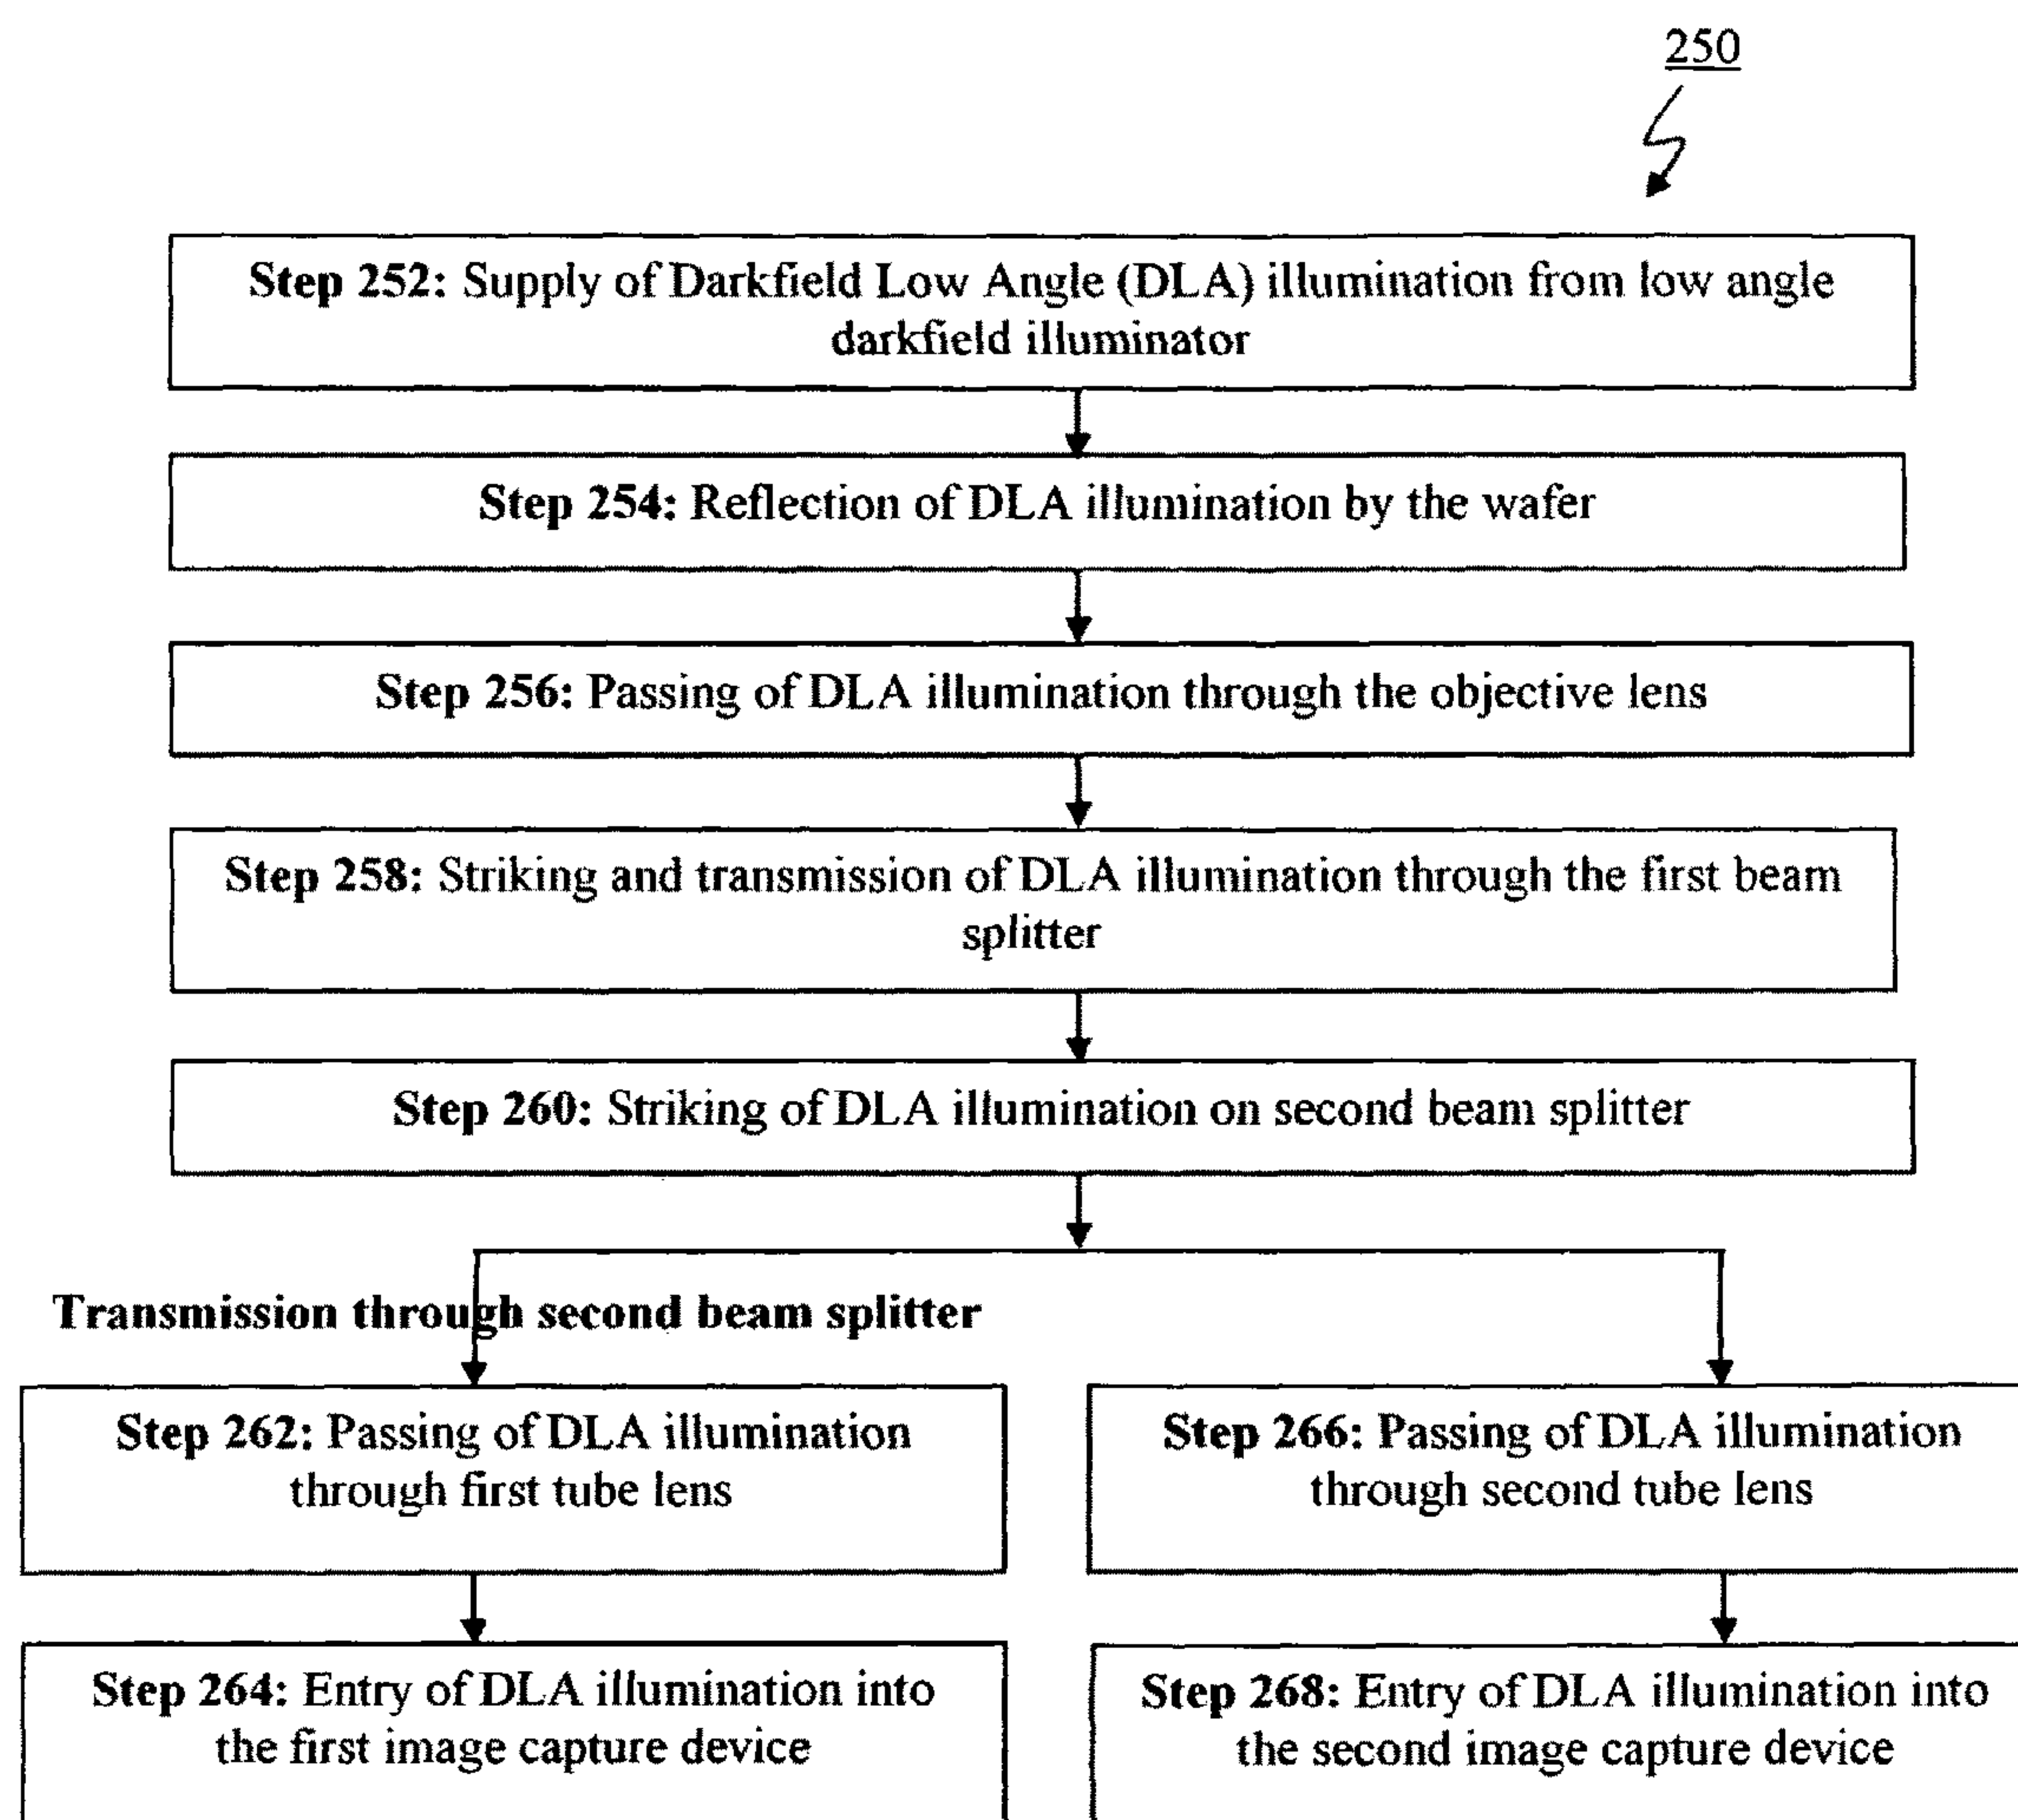 250
Step 252: Supply of Darkfield Low Angle (DLA) illumination from low angle
darkfield illuminator
Step 254: Reflection of DLA illumination by the wafer
Step 256: Passing of DLA illumination through the objective lens
Step 258: Striking and transmission of DLA illumination through the first beam
splitter
Step 260: Striking of DLA illumination on second beam splitter
Transmission through second beam splitter
Step 262: Passing of DLA illumination
through first tube lens
Step 266: Passing of DLA illumination
through second tube lens
Step 264: Entry of DLA illumination into
the first image capture device
Step 268: Entry of DLA illumination into
the second image capture device